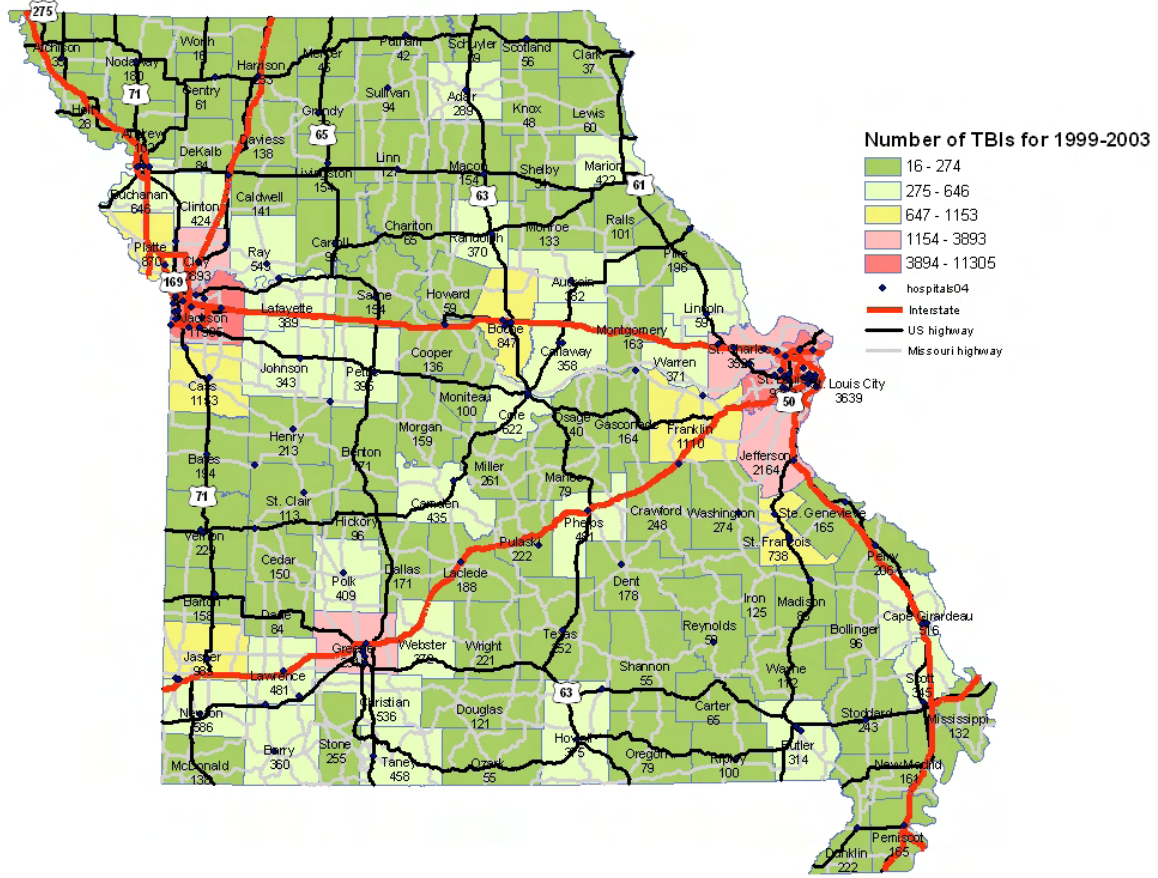 275
Atchison
Nodaway
180
Worth
16
Harrison
Mercer
Putnam
42
Schuyler
Scotland
56
Clark
37
71
Gentry
61
Sullivan
94
Adair
289
Knox
48
Lewis
60
Holt
28
Grundy
65
Andrew
DeKalb
84
Daviess
138
Livingston
154
Linn
Macon
154
Shelby
Marion
422
61
Buchanan
646
Clinton
424
Caldwell
141
63
Chariton
65
Randolph
370
Monroe
133
Ralls
101
Platte
870
Clay
Ray
Carroll
Pike
196
169
Jackson
Lafayette
389
Saline
154
Howard
59
Audrain
Lincoln
Boone
847
Callaway
358
Montgomery
163
Warren
371
St. Charles
St. Louis City
3639
50
Cass
Johnson
343
Pettis
Cooper
136
Moniteau
100
Cole
622
Osage
Gasconade
164
Franklin
1110
Jefferson
2164
Henry
213
Morgan
159
Bates
194
Benton
Miller
261
Maries
79
71
St. Clair
113
Hickory
96
Camden
435
Phelps
Crawford
248
Washington
274
Ste. Genevieve
165
Vernon
Cedar
150
Polk
409
Dallas
171
Laclede
188
Pulaski
222
Dent
178
St. Francois
738
Perry
Iron
125
Madison
Barton
158
Dade
84
Greene
Webster
Wright
221
Texas
Reynolds
Bollinger
96
Cape Girardeau
Jasper
Lawrence
481
Christian
536
Douglas
121
Shannon
55
Wayne
Scott
345
63
Carter
65
Stoddard
243
Mississippi
132
Newton
586
Barry
360
Stone
255
Taney
458
Ozark
55
Howell
Oregon
79
Ripley
100
Butler
314
McDonald
New Madrid
161
Dunklin
222
Pemiscot
165
Number of TBIs for 1999-2003
16 - 274
275 - 646
647 - 1153
1154 - 3893
3894 - 11305
hospitals04
Interstate
US highway
Missouri highway